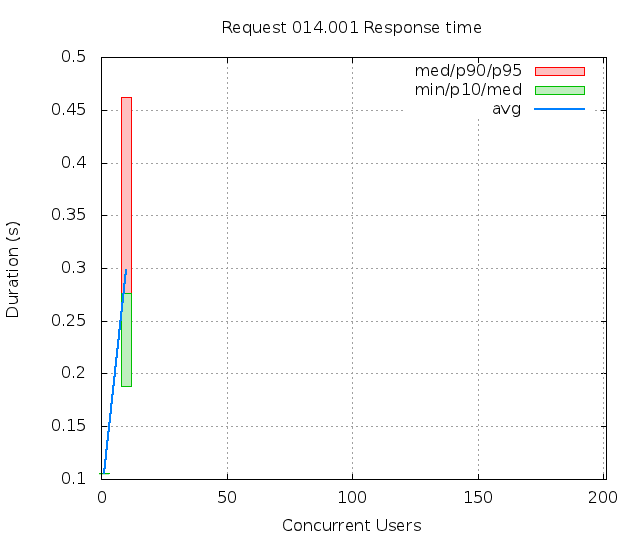 Request 014.001 Response time
0.5
0.45
0.4
0.35
0.3
0.25
0.2
0.15
0.1
Duration (s)
med/p90/p95
min/p10/med
avg
0 50 100 150 200
Concurrent Users